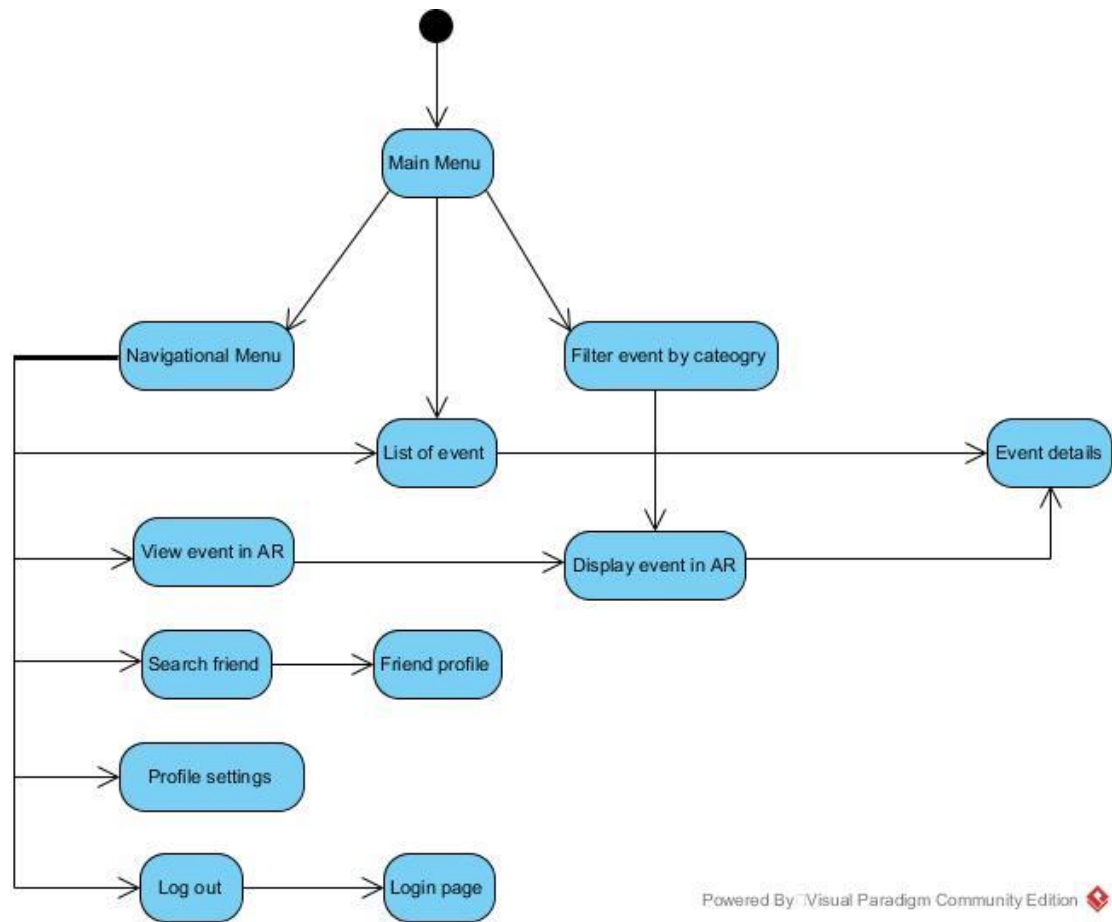 Main Menu
Navigational Menu
Filter event by cateogry
List of event
Event details
View event in AR
Display event in AR
Search friend
Friend profile
Profile settings
Log out
Login page
Powered By Visual Paradigm Community Edition